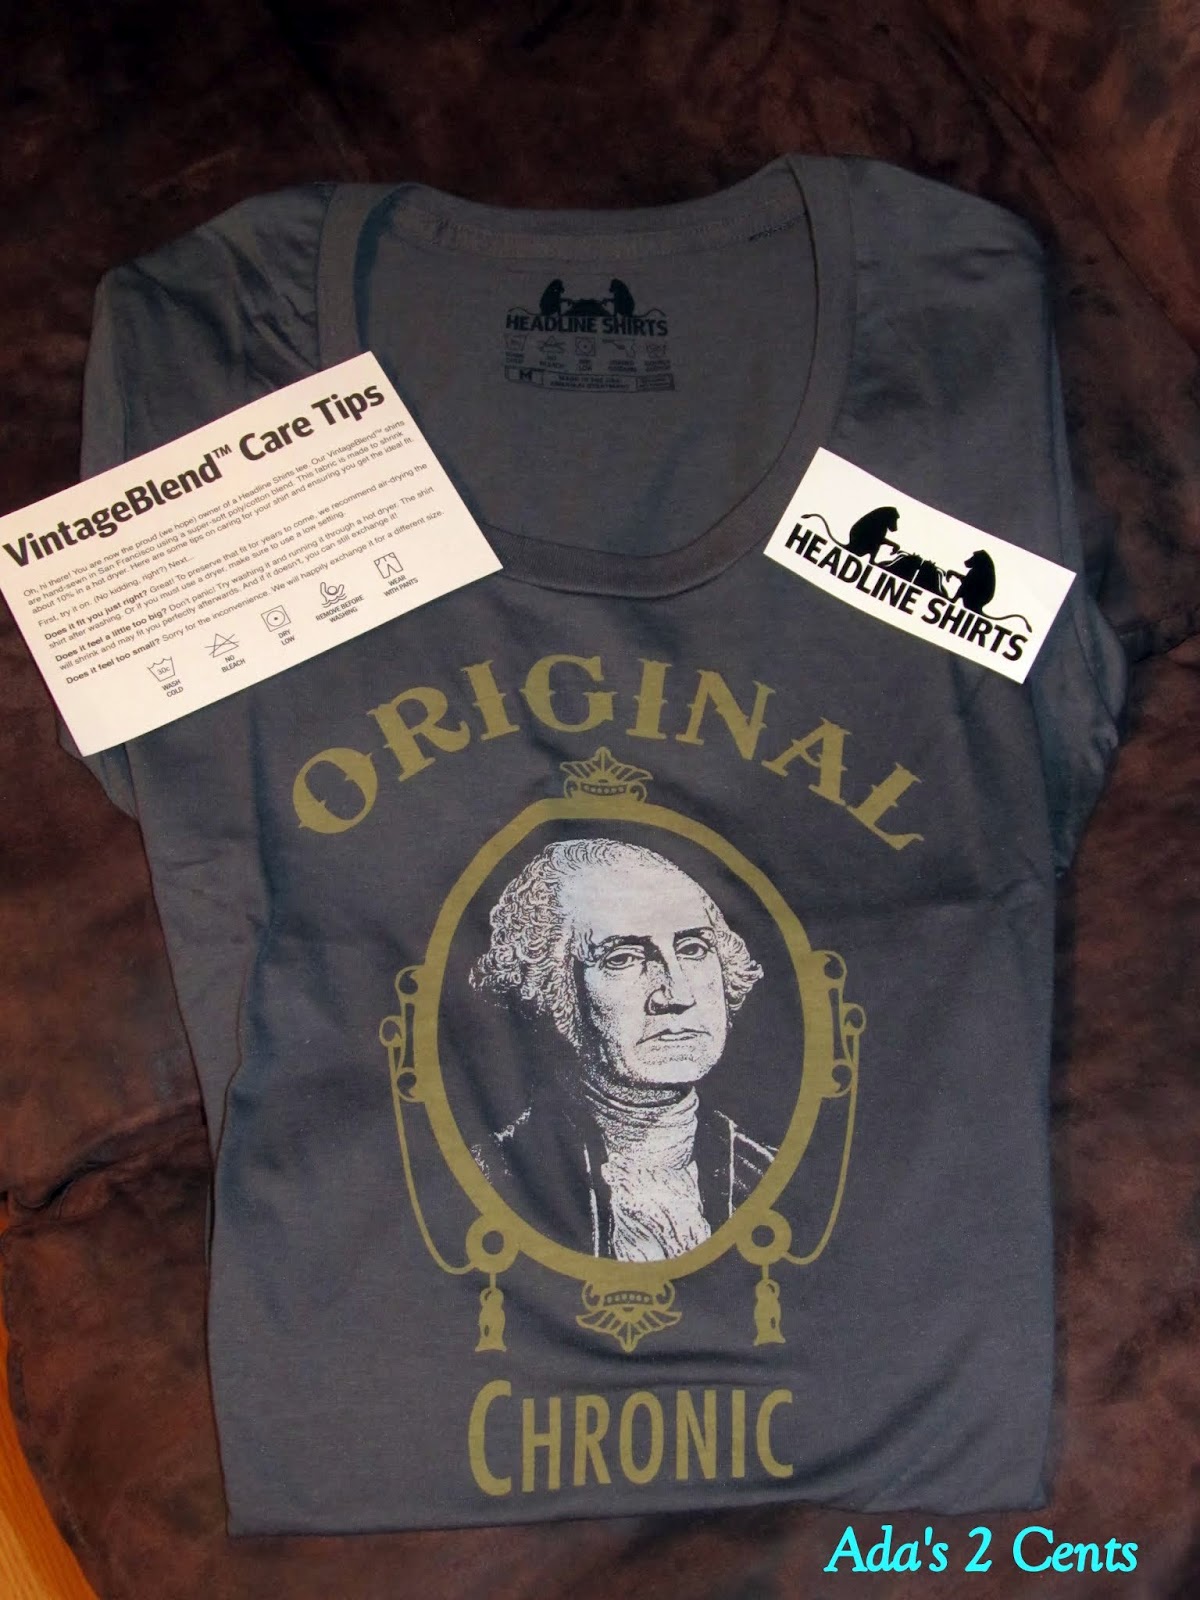 HEADLINE SHIRTS
M
VintageBlend™ Care Tips
Oh, hi there! You are now the proud (we hope) owner of a Headline Shirts tee. Our VintageBlend™ shirts
are hand-sewn in San Francisco using a super-soft poly/cotton blend. This fabric is made to shrink
about 10% in a hot dryer. Here are some tips on caring for your shirt and ensuring you get the ideal fit.
First, try it on. (No kidding, right?) Next...
Does it fit you just right? Great! To preserve that fit for years to come, we recommend air-drying the
shirt after washing. Or if you must use a dryer, make sure to use a low setting.
Does it feel a little too big? Don't panic! Try washing it and running it through a hot dryer. The shirt
will shrink and may fit you perfectly afterwards. And if it doesn't, you can still exchange it!
Does it feel too small? Sorry for the inconvenience. We will happily exchange it for a different size.
30c
WASH COLD
NO BLEACH
DRY LOW
REMOVE BEFORE WASHING
WEAR WITH PANTS
HEADLINE SHIRTS
ORIGINAL
CHRONIC
Ada's 2 Cents